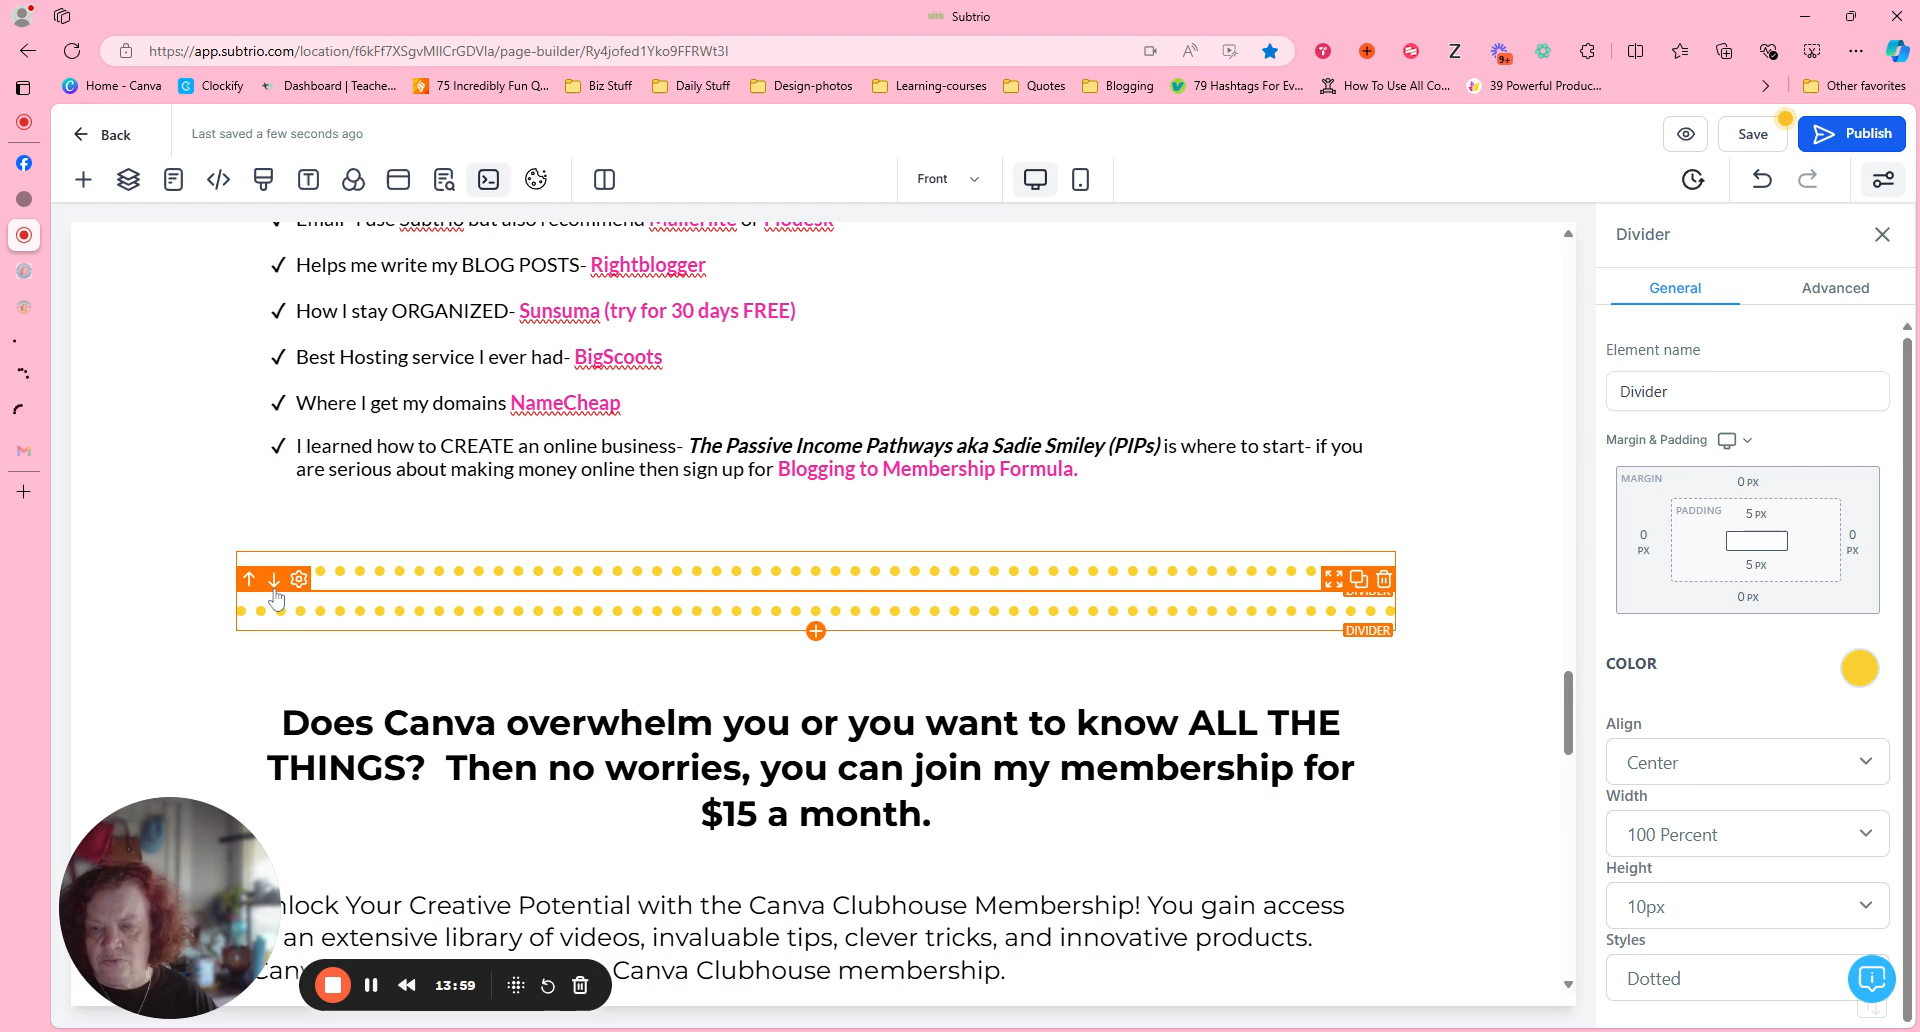 Subtrio
https://app.subtrio.com/location/f6kFf7XSgvMIICrGDVIa/page-builder/Ry4jofed1Yko9FFRWt3I
9+
Home - Canva
Clockify
Dashboard | Teache...
75 Incredibly Fun Q...
Biz Stuff
Daily Stuff
Design-photos
Learning-courses
Quotes
Blogging
79 Hashtags For Ev...
How To Use All Co...
39 Powerful Produc...
Other favorites
Back
Last saved a few seconds ago
Save
Publish
Front
✓ Helps me write my BLOG POSTS- Rightblogger
✓ How I stay ORGANIZED- Sunsuma (try for 30 days FREE)
✓ Best Hosting service I ever had- BigScoots
✓ Where I get my domains NameCheap
✓ I learned how to CREATE an online business- The Passive Income Pathways aka Sadie Smiley (PIPs) is where to start- if you
are serious about making money online then sign up for Blogging to Membership Formula.
DIVIDER
DIVIDER
Does Canva overwhelm you or you want to know ALL THE
THINGS? Then no worries, you can join my membership for
$15 a month.
nlock Your Creative Potential with the Canva Clubhouse Membership! You gain access
an extensive library of videos, invaluable tips, clever tricks, and innovative products.
Canva Clubhouse membership.
13:59
Divider
General
Advanced
Element name
Divider
Margin & Padding
MARGIN
0 PX
PADDING
5 PX
0 PX
0 PX
5 PX
0 PX
COLOR
Align
Center
Width
100 Percent
Height
10px
Styles
Dotted